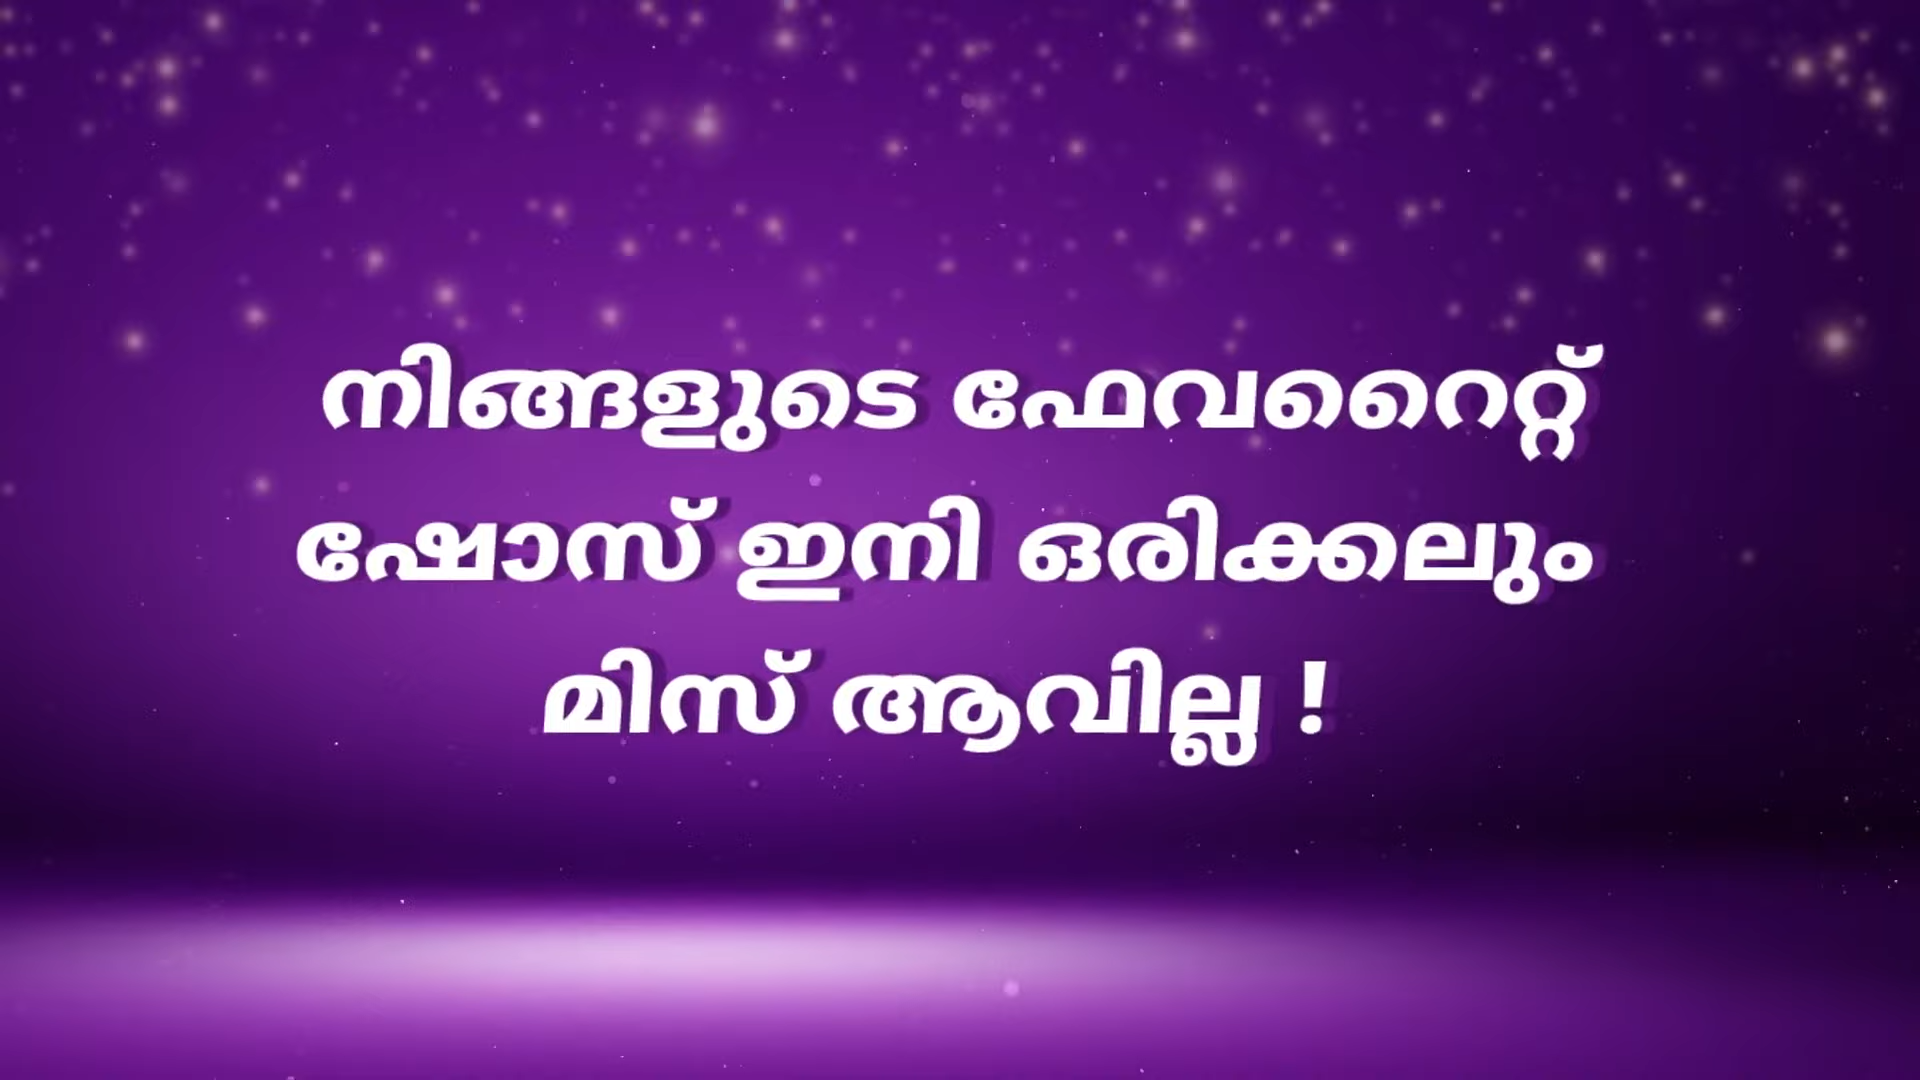 നിങ്ങളുടെ ഫേവറൈറ്റ്
ഷോസ് ഇനി ഒരിക്കലും
മിസ് ആവില്ല !